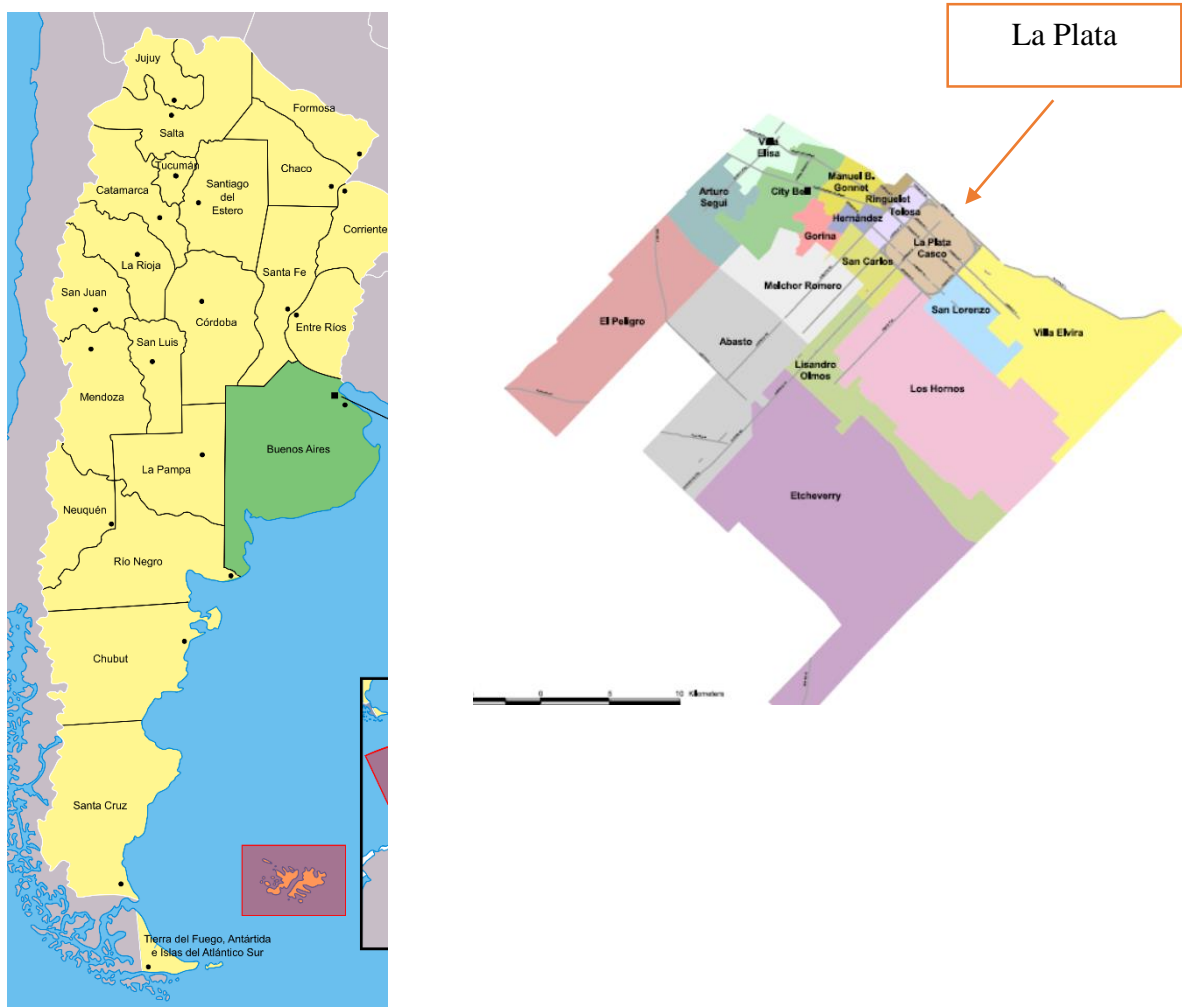 Jujuy
Formosa
Salta
Chaco
Tucumán
Catamarca
Santiago
del
Estero
Corriente
La Rioja
Santa Fe
San Juan
Córdoba
Entre Ríos
San Luis
Mendoza
Buenos Aires
La Pampa
Neuquén
Río Negro
Chubut
Santa Cruz
Tierra del Fuego, Antártida
e Islas del Atlántico Sur
La Plata
Villa
Elisa
Arturo
Segui
City Bell
Manuel B.
Gonnet
Ringuelet
Tolosa
Hernández
Gorina
La Plata
Casco
San Carlos
Melchor Romero
El Peligro
Abasto
San Lorenzo
Villa Elvira
Lisandro
Olmos
Los Hornos
Etcheverry
0 5 10 Kilometers